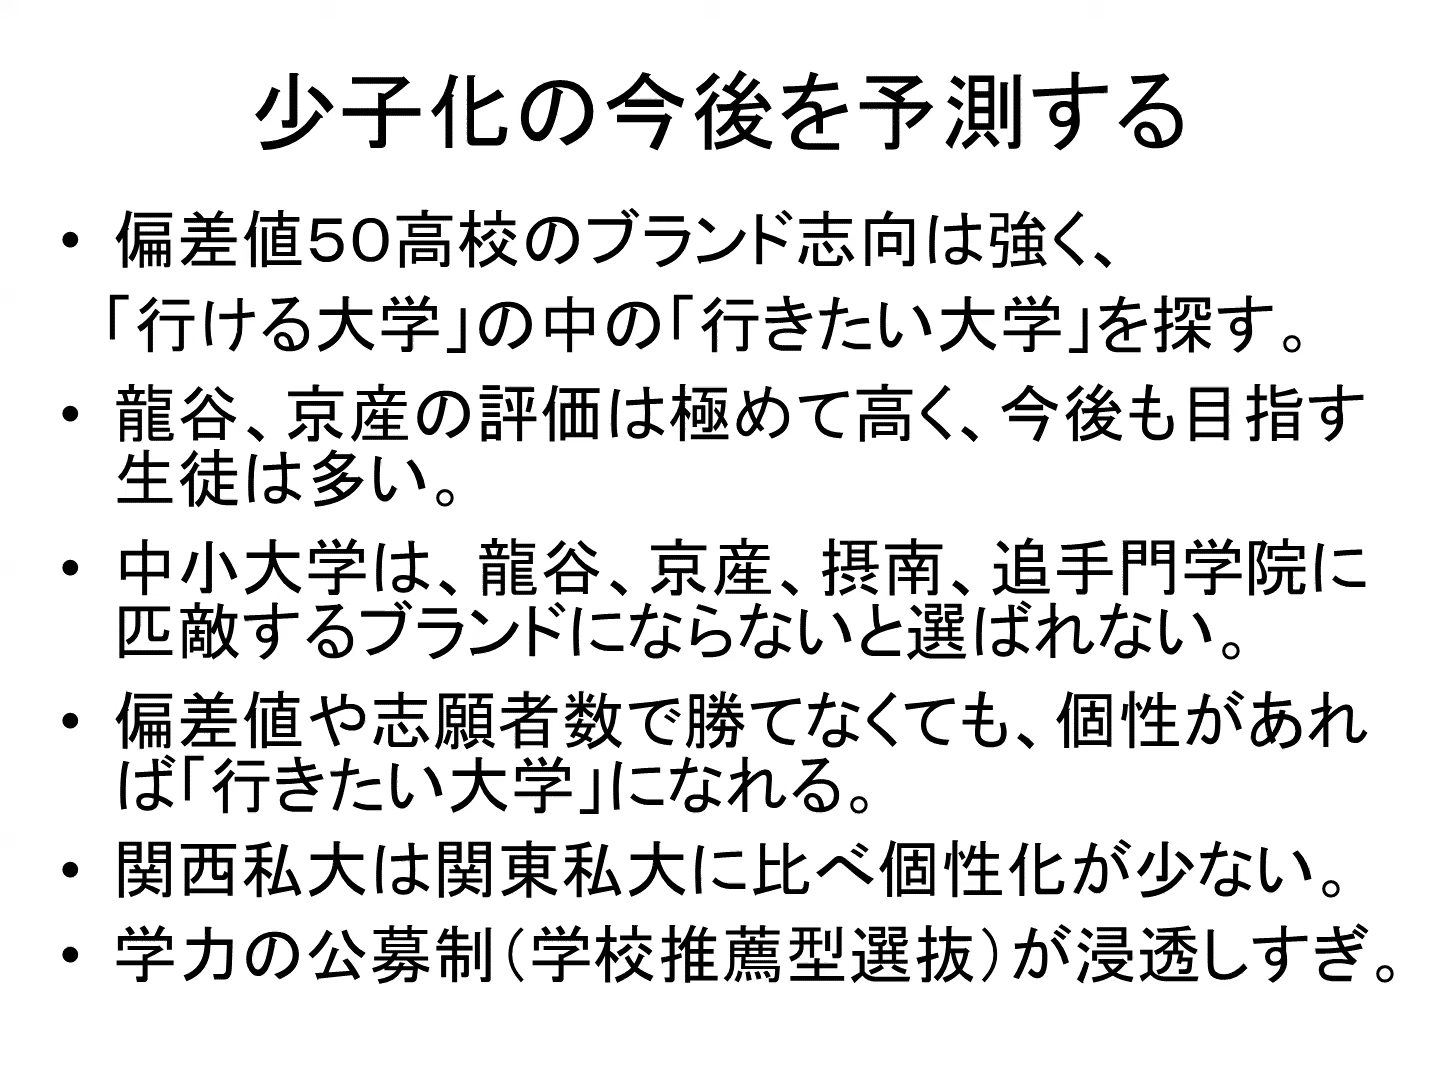 少子化の今後を予測する
• 偏差値５０高校のブランド志向は強く、
「行ける大学」の中の「行きたい大学」を探す。
• 龍谷、京産の評価は極めて高く、今後も目指す
生徒は多い。
• 中小大学は、龍谷、京産、摂南、追手門学院に
匹敵するブランドにならないと選ばれない。
• 偏差値や志願者数で勝てなくても、個性があれ
ば「行きたい大学」になれる。
• 関西私大は関東私大に比べ個性化が少ない。
• 学力の公募制（学校推薦型選抜）が浸透しすぎ。